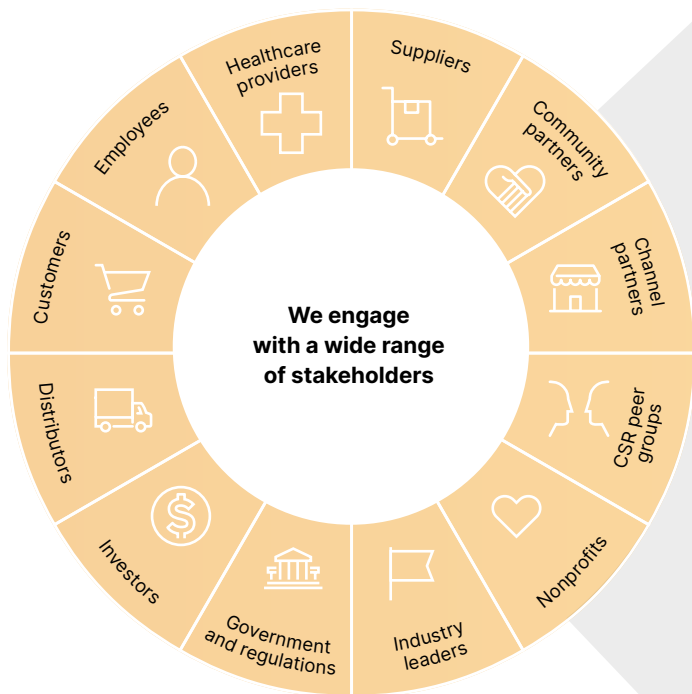 Healthcare
providers
Suppliers
Community
partners
Channel
partners
CSR peer
groups
Nonprofits
Industry
leaders
Government
and regulations
Investors
Distributors
Customers
Employees
We engage
with a wide range
of stakeholders